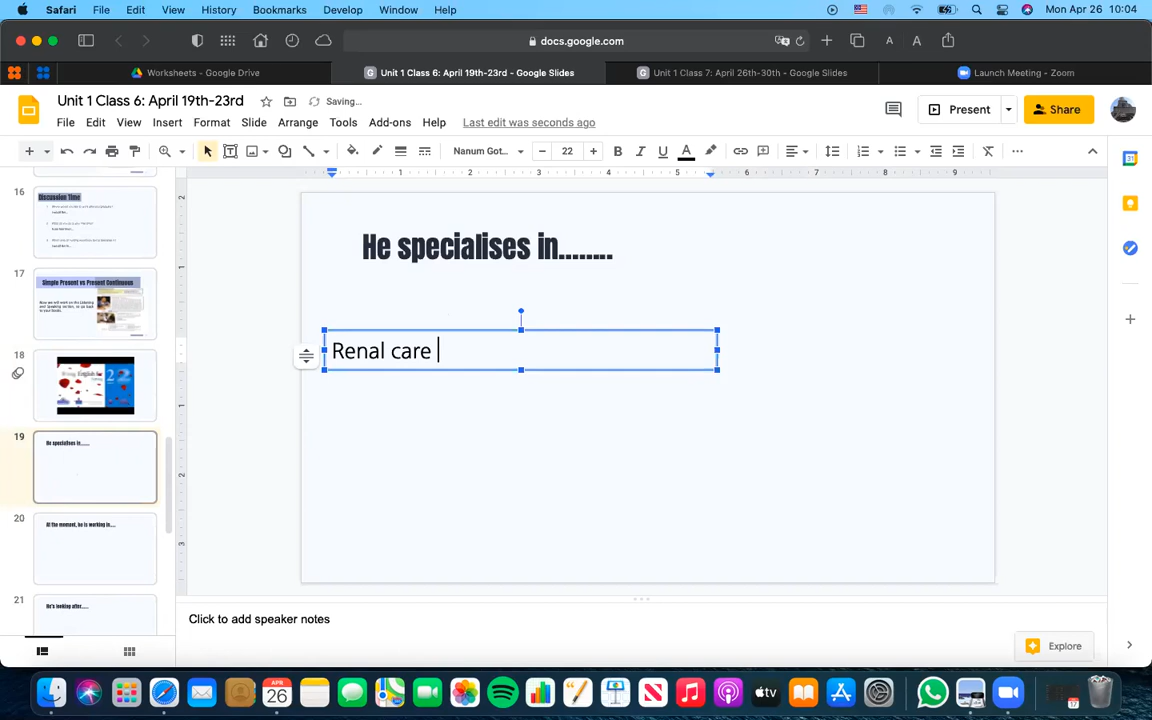 Safari File Edit View History Bookmarks Develop Window Help Mon Apr 26 10:04
docs.google.com
Worksheets - Google Drive
Unit 1 Class 6: April 19th-23rd - Google Slides
Unit 1 Class 7: April 26th-30th - Google Slides
Launch Meeting - Zoom
Unit 1 Class 6: April 19th-23rd
Saving...
Present
Share
File Edit View Insert Format Slide Arrange Tools Add-ons Help Last edit was seconds ago
Nanum Got...
22
16
Discussion Time
17
Simple Present vs Present Continuous
18
19
He specialises in........
20
At the moment, he is working in.....
21
He's looking after.......
He specialises in........
Renal care
Click to add speaker notes
Explore